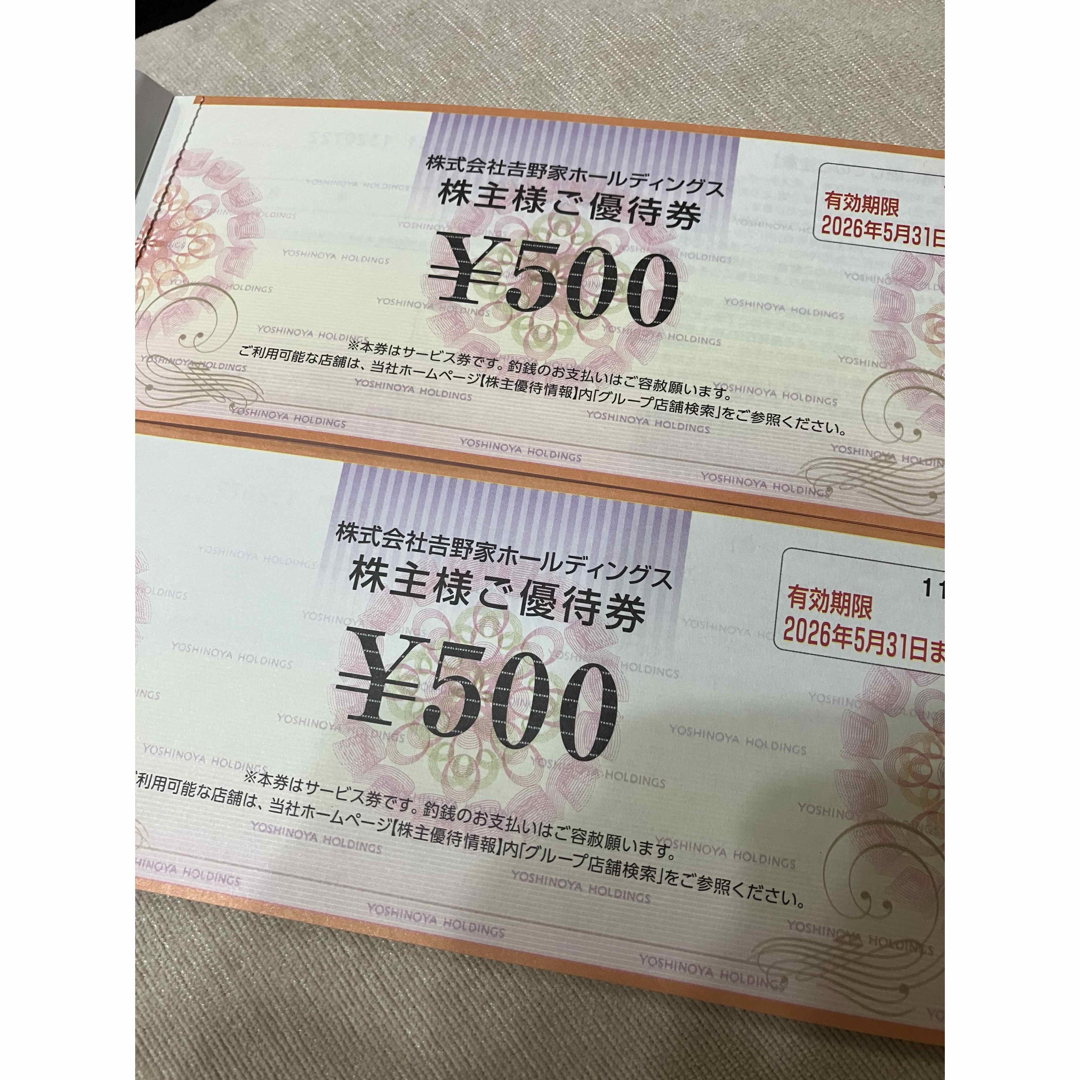 株式会社𠮷野家ホールディングス
株主様ご優待券
¥500
有効期限
2026年5月31日
※本券はサービス券です。釣銭のお支払いはご容赦願います。
ご利用可能な店舗は、当社ホームページ【株主優待情報】内「グループ店舗検索」をご参照ください。
YOSHINOYA HOLDINGS
株式会社𠮷野家ホールディングス
株主様ご優待券
¥500
11
有効期限
2026年5月31日ま
※本券はサービス券です。釣銭のお支払いはご容赦願います。
利用可能な店舗は、当社ホームページ【株主優待情報】内「グループ店舗検索」をご参照ください。
YOSHINOYA HOLDINGS